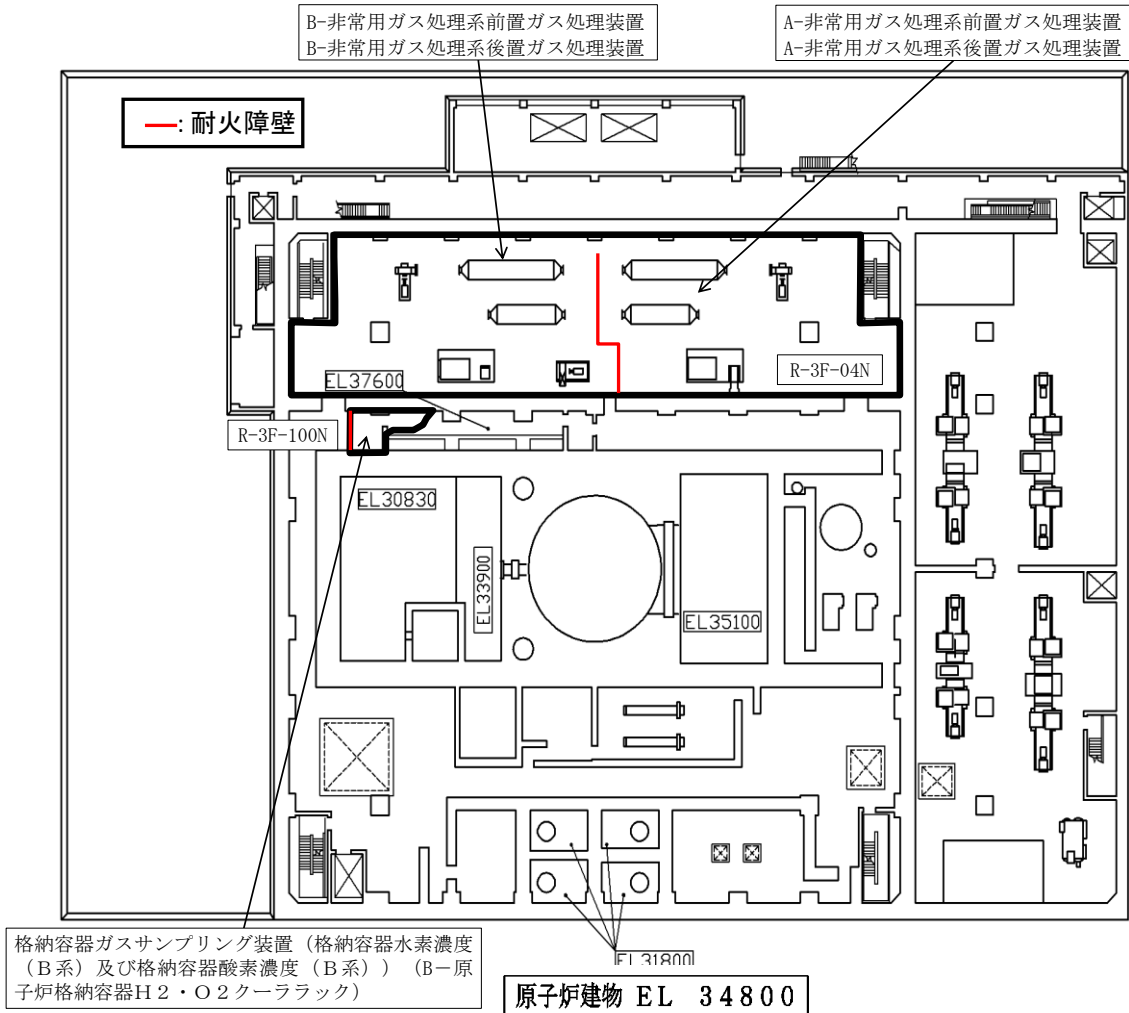 B-非常用ガス処理系前置ガス処理装置
B-非常用ガス処理系後置ガス処理装置
A-非常用ガス処理系前置ガス処理装置
A-非常用ガス処理系後置ガス処理装置
: 耐火障壁
EL37600
R-3F-04N
R-3F-100N
EL30830
EL33900
EL35100
格納容器ガスサンプリング装置（格納容器水素濃度
（Ｂ系）及び格納容器酸素濃度（Ｂ系））（B－原
子炉格納容器Ｈ２・Ｏ２クーララック）
EL31800
原子炉建物 EL 34800